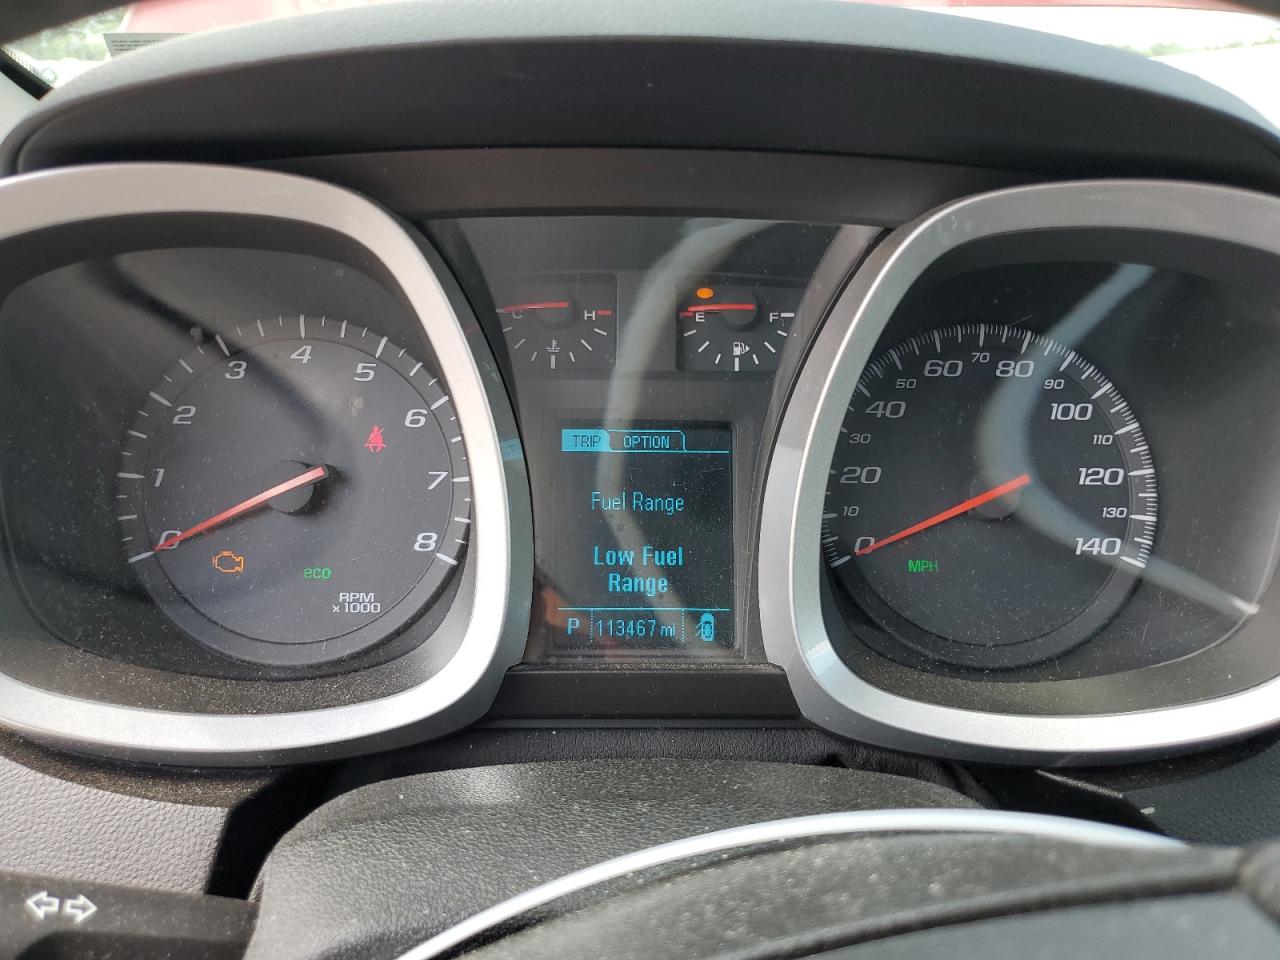 C H
E F
0 1 2 3 4 5 6 7 8
eco
RPM
x 1000
TRIP OPTION
Fuel Range
Low Fuel
Range
P 113467 mi
0 10 20 30 40 50 60 70 80 90 100 110 120 130 140
MPH